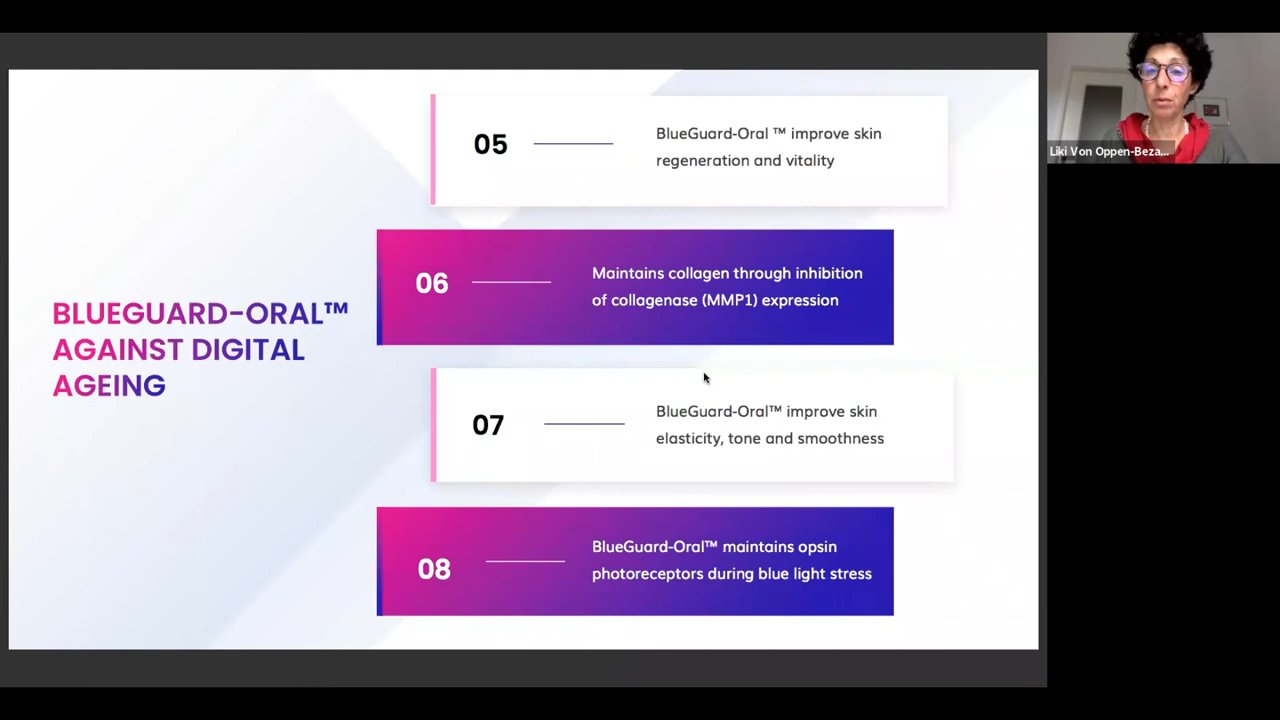 BLUEGUARD-ORAL™
AGAINST DIGITAL
AGEING
05
BlueGuard-Oral ™ improve skin
regeneration and vitality
06
Maintains collagen through inhibition
of collagenase (MMP1) expression
07
BlueGuard-Oral™ improve skin
elasticity, tone and smoothness
08
BlueGuard-Oral™ maintains opsin
photoreceptors during blue light stress
Liki Von Oppen-Beza...